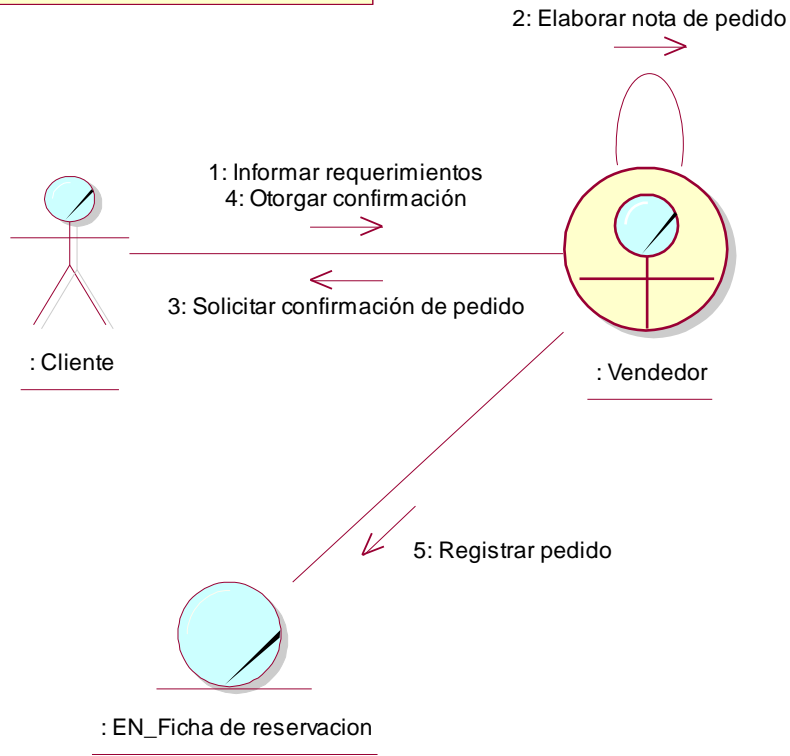 2: Elaborar nota de pedido
1: Informar requerimientos
4: Otorgar confirmación
3: Solicitar confirmación de pedido
: Cliente
: Vendedor
5: Registrar pedido
: EN_Ficha de reservacion